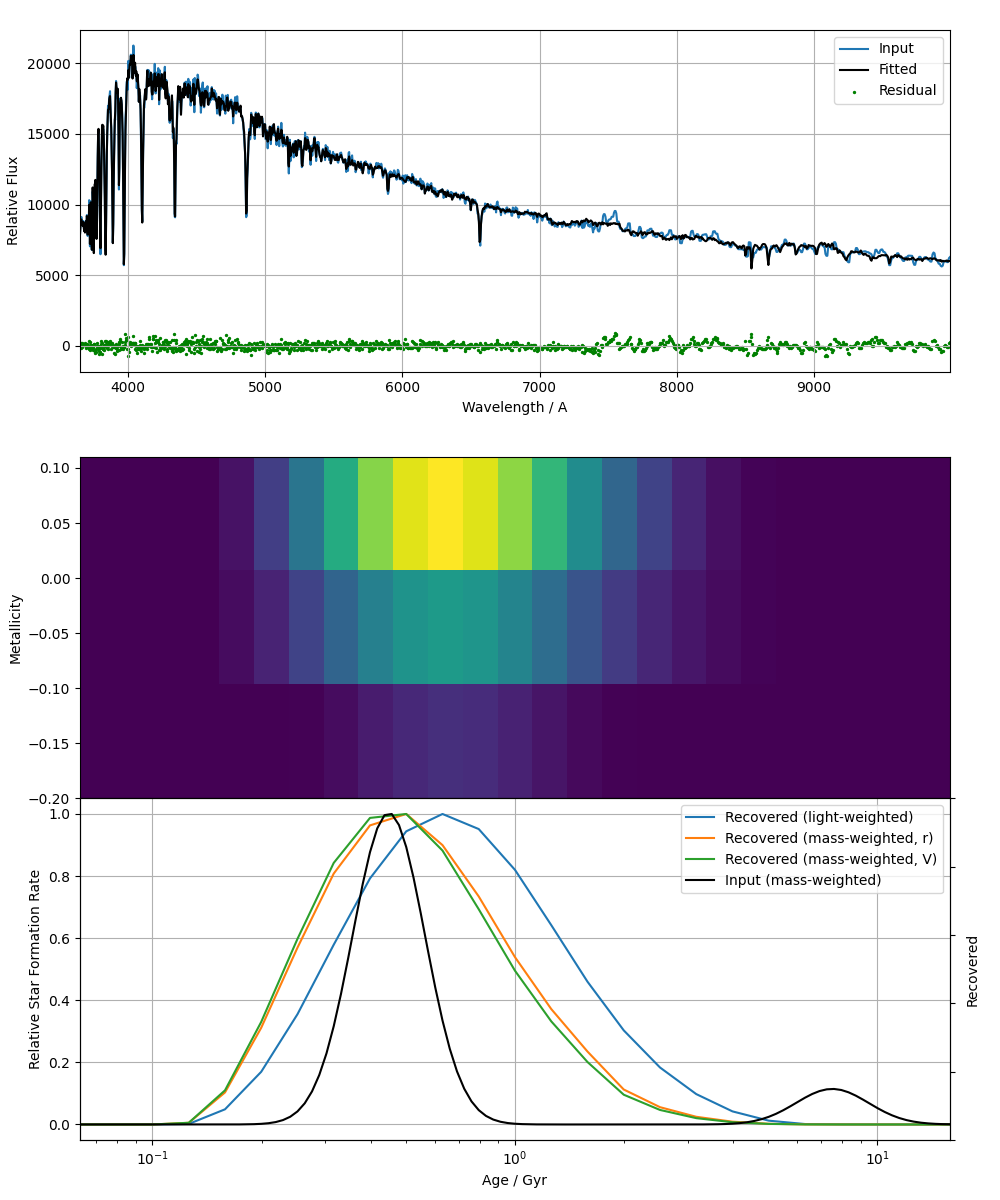 Input
Fitted
Residual
Relative Flux
20000
15000
10000
5000
0
4000 5000 6000 7000 8000 9000
Wavelength / A
Metallicity
0.10
0.05
0.00
−0.05
−0.10
−0.15
−0.20
Recovered (light-weighted)
Recovered (mass-weighted, r)
Recovered (mass-weighted, V)
Input (mass-weighted)
Relative Star Formation Rate
1.0
0.8
0.6
0.4
0.2
0.0
Recovered
10⁻¹ 10⁰ 10¹
Age / Gyr